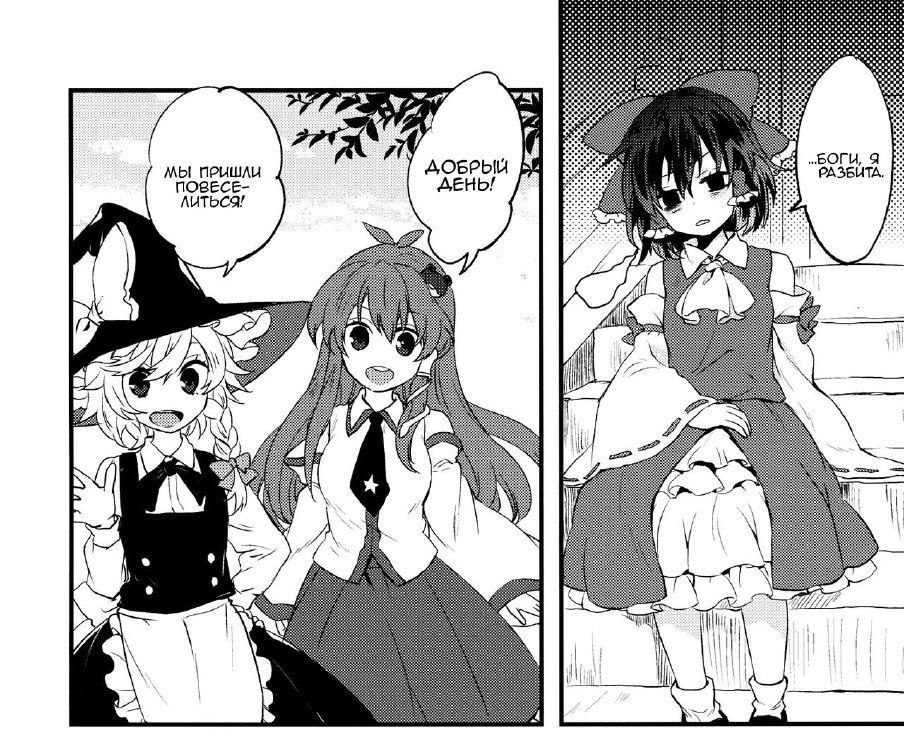 ...БОГИ, Я
РАЗБИТА.
ДОБРЫЙ
ДЕНЬ!
МЫ ПРИШЛИ
ПОВЕСЕ-
ЛИТЬСЯ!